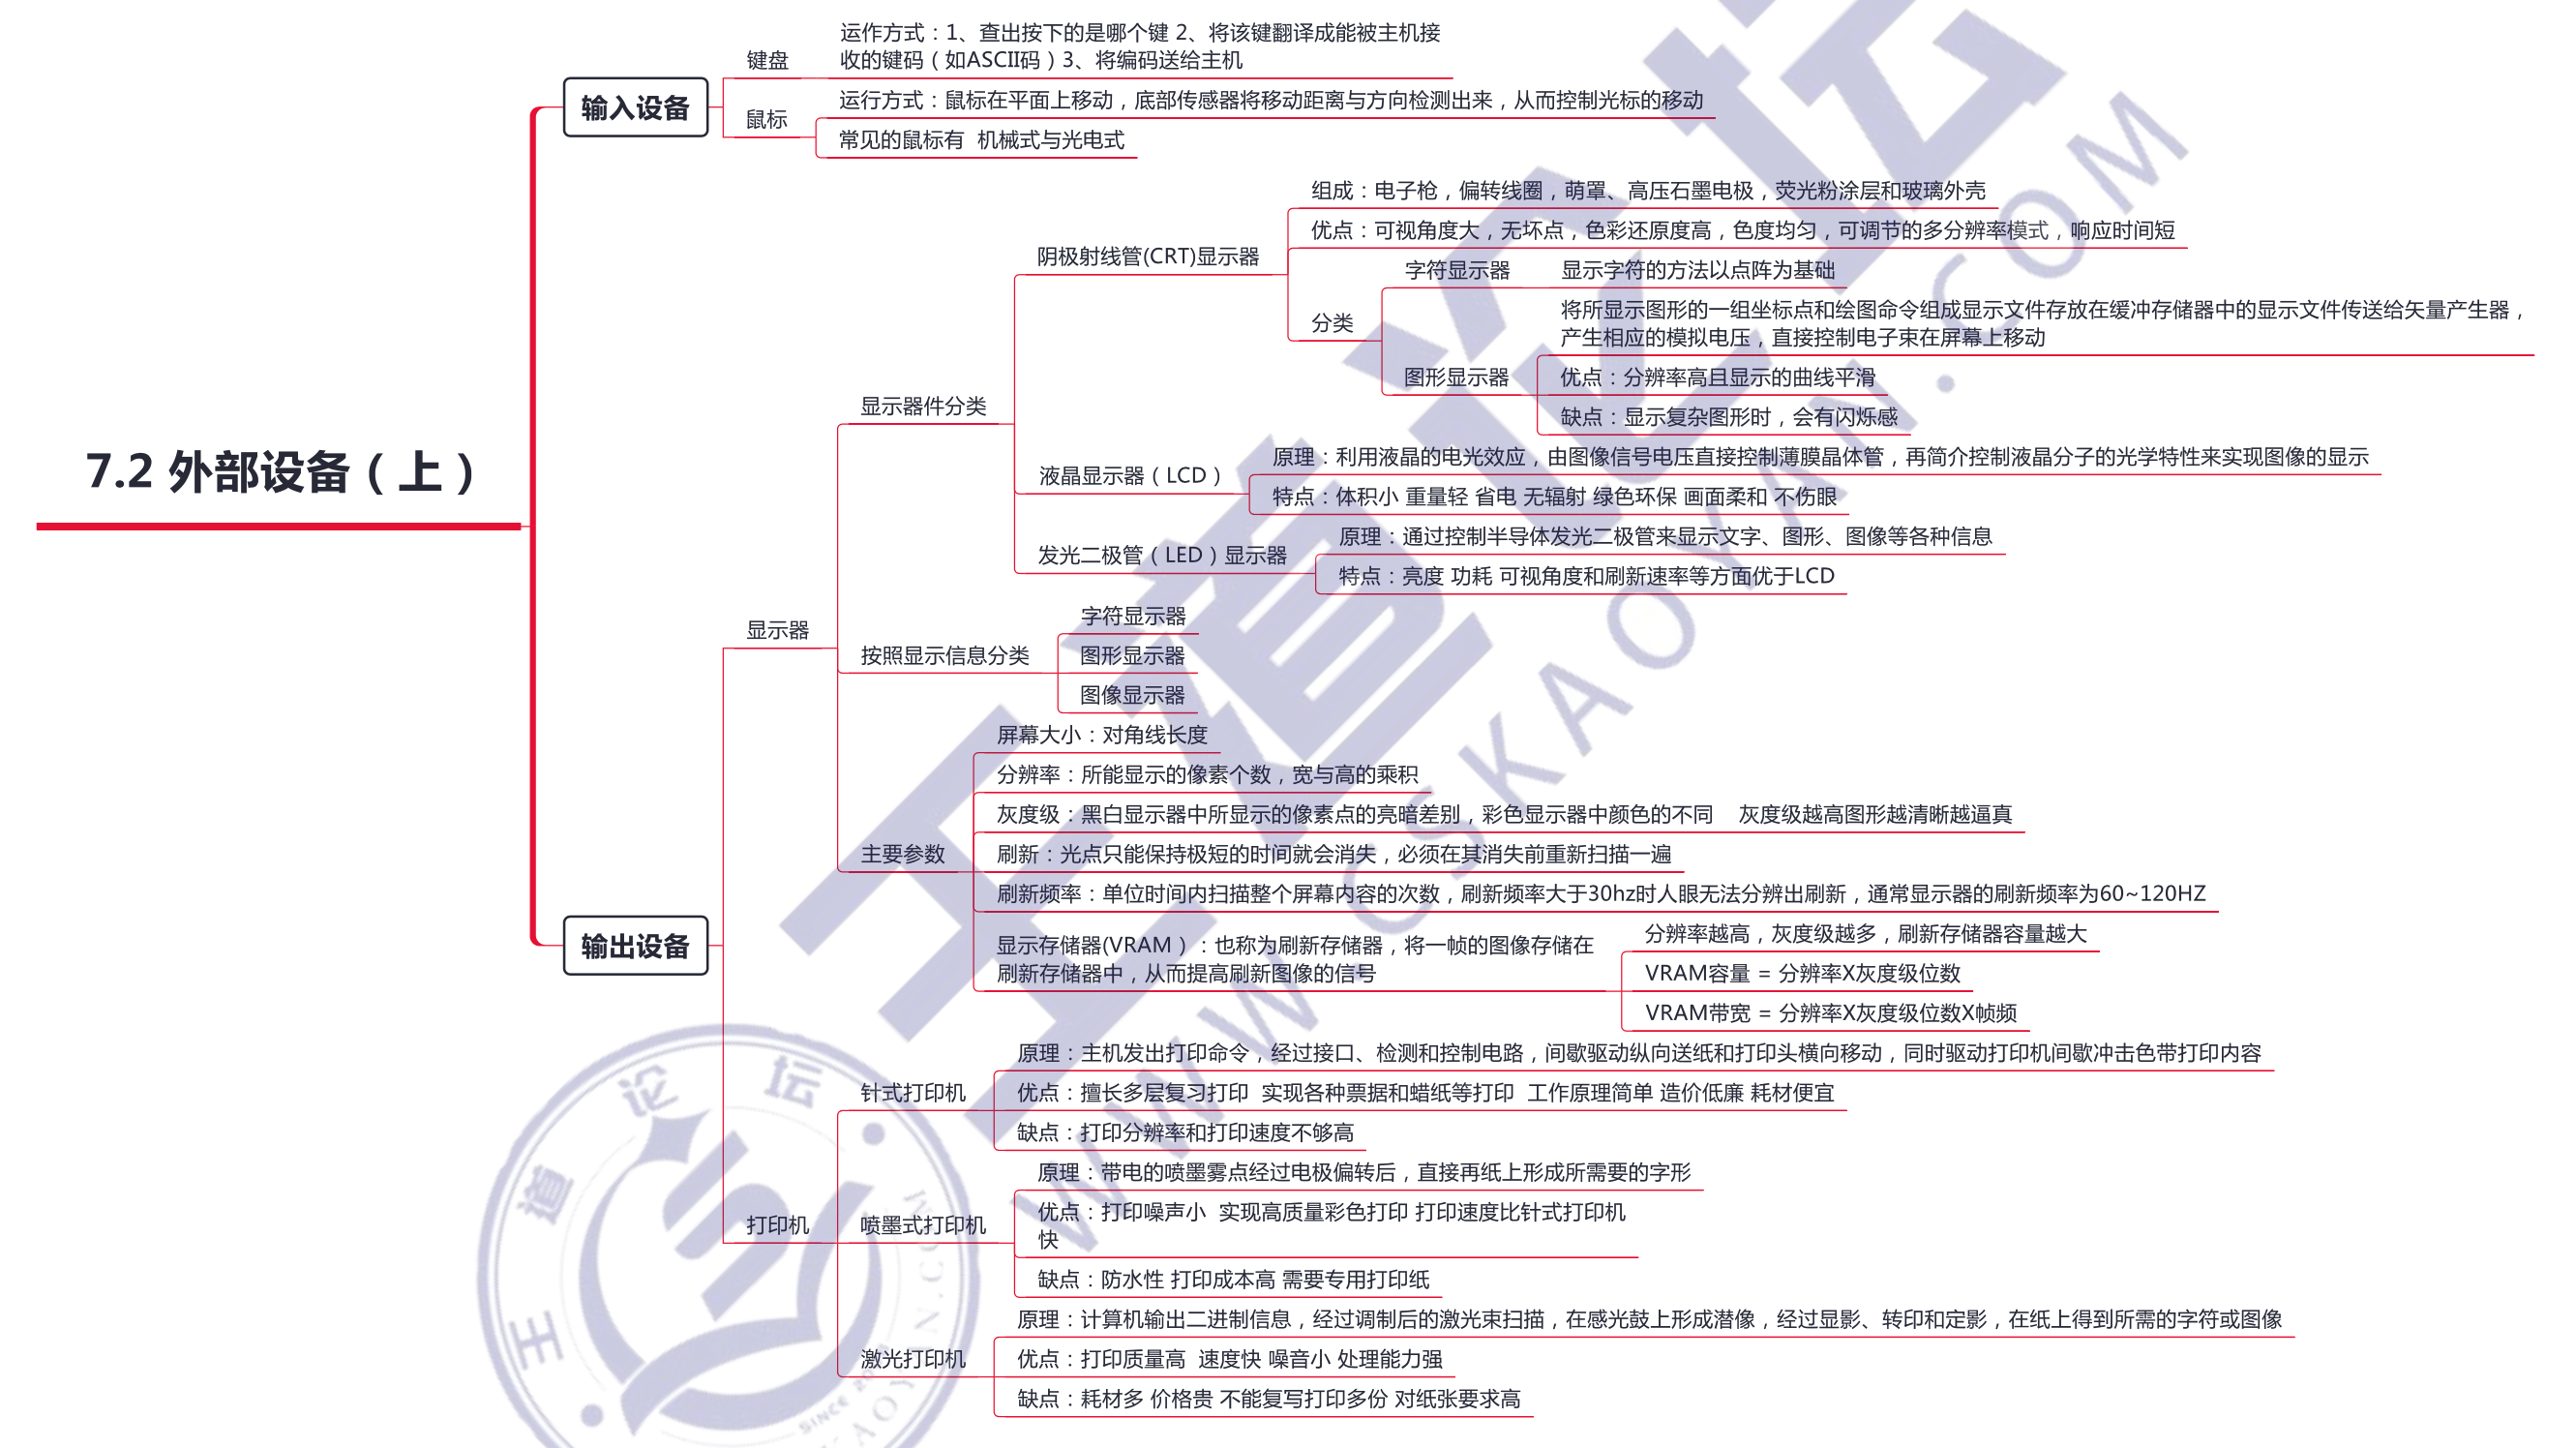 7.2 外部设备（上）
输入设备
键盘
运作方式：1、查出按下的是哪个键 2、将该键翻译成能被主机接
收的键码（如ASCII码）3、将编码送给主机
鼠标
运行方式：鼠标在平面上移动，底部传感器将移动距离与方向检测出来，从而控制光标的移动
常见的鼠标有  机械式与光电式
输出设备
显示器
显示器件分类
阴极射线管(CRT)显示器
组成：电子枪，偏转线圈，萌罩、高压石墨电极，荧光粉涂层和玻璃外壳
优点：可视角度大，无坏点，色彩还原度高，色度均匀，可调节的多分辨率模式，响应时间短
分类
字符显示器
显示字符的方法以点阵为基础
图形显示器
将所显示图形的一组坐标点和绘图命令组成显示文件存放在缓冲存储器中的显示文件传送给矢量产生器，
产生相应的模拟电压，直接控制电子束在屏幕上移动
优点：分辨率高且显示的曲线平滑
缺点：显示复杂图形时，会有闪烁感
液晶显示器（LCD）
原理：利用液晶的电光效应，由图像信号电压直接控制薄膜晶体管，再简介控制液晶分子的光学特性来实现图像的显示
特点：体积小 重量轻 省电 无辐射 绿色环保 画面柔和 不伤眼
发光二极管（LED）显示器
原理：通过控制半导体发光二极管来显示文字、图形、图像等各种信息
特点：亮度 功耗 可视角度和刷新速率等方面优于LCD
按照显示信息分类
字符显示器
图形显示器
图像显示器
主要参数
屏幕大小：对角线长度
分辨率：所能显示的像素个数，宽与高的乘积
灰度级：黑白显示器中所显示的像素点的亮暗差别，彩色显示器中颜色的不同    灰度级越高图形越清晰越逼真
刷新：光点只能保持极短的时间就会消失，必须在其消失前重新扫描一遍
刷新频率：单位时间内扫描整个屏幕内容的次数，刷新频率大于30hz时人眼无法分辨出刷新，通常显示器的刷新频率为60~120HZ
显示存储器(VRAM）：也称为刷新存储器，将一帧的图像存储在
刷新存储器中，从而提高刷新图像的信号
分辨率越高，灰度级越多，刷新存储器容量越大
VRAM容量 = 分辨率X灰度级位数
VRAM带宽 = 分辨率X灰度级位数X帧频
打印机
针式打印机
原理：主机发出打印命令，经过接口、检测和控制电路，间歇驱动纵向送纸和打印头横向移动，同时驱动打印机间歇冲击色带打印内容
优点：擅长多层复习打印  实现各种票据和蜡纸等打印  工作原理简单 造价低廉 耗材便宜
缺点：打印分辨率和打印速度不够高
喷墨式打印机
原理：带电的喷墨雾点经过电极偏转后，直接再纸上形成所需要的字形
优点：打印噪声小  实现高质量彩色打印 打印速度比针式打印机
快
缺点：防水性 打印成本高 需要专用打印纸
激光打印机
原理：计算机输出二进制信息，经过调制后的激光束扫描，在感光鼓上形成潜像，经过显影、转印和定影，在纸上得到所需的字符或图像
优点：打印质量高  速度快 噪音小 处理能力强
缺点：耗材多 价格贵 不能复写打印多份 对纸张要求高
王道论坛
WWW.CSKAOYAN.COM
王道论坛